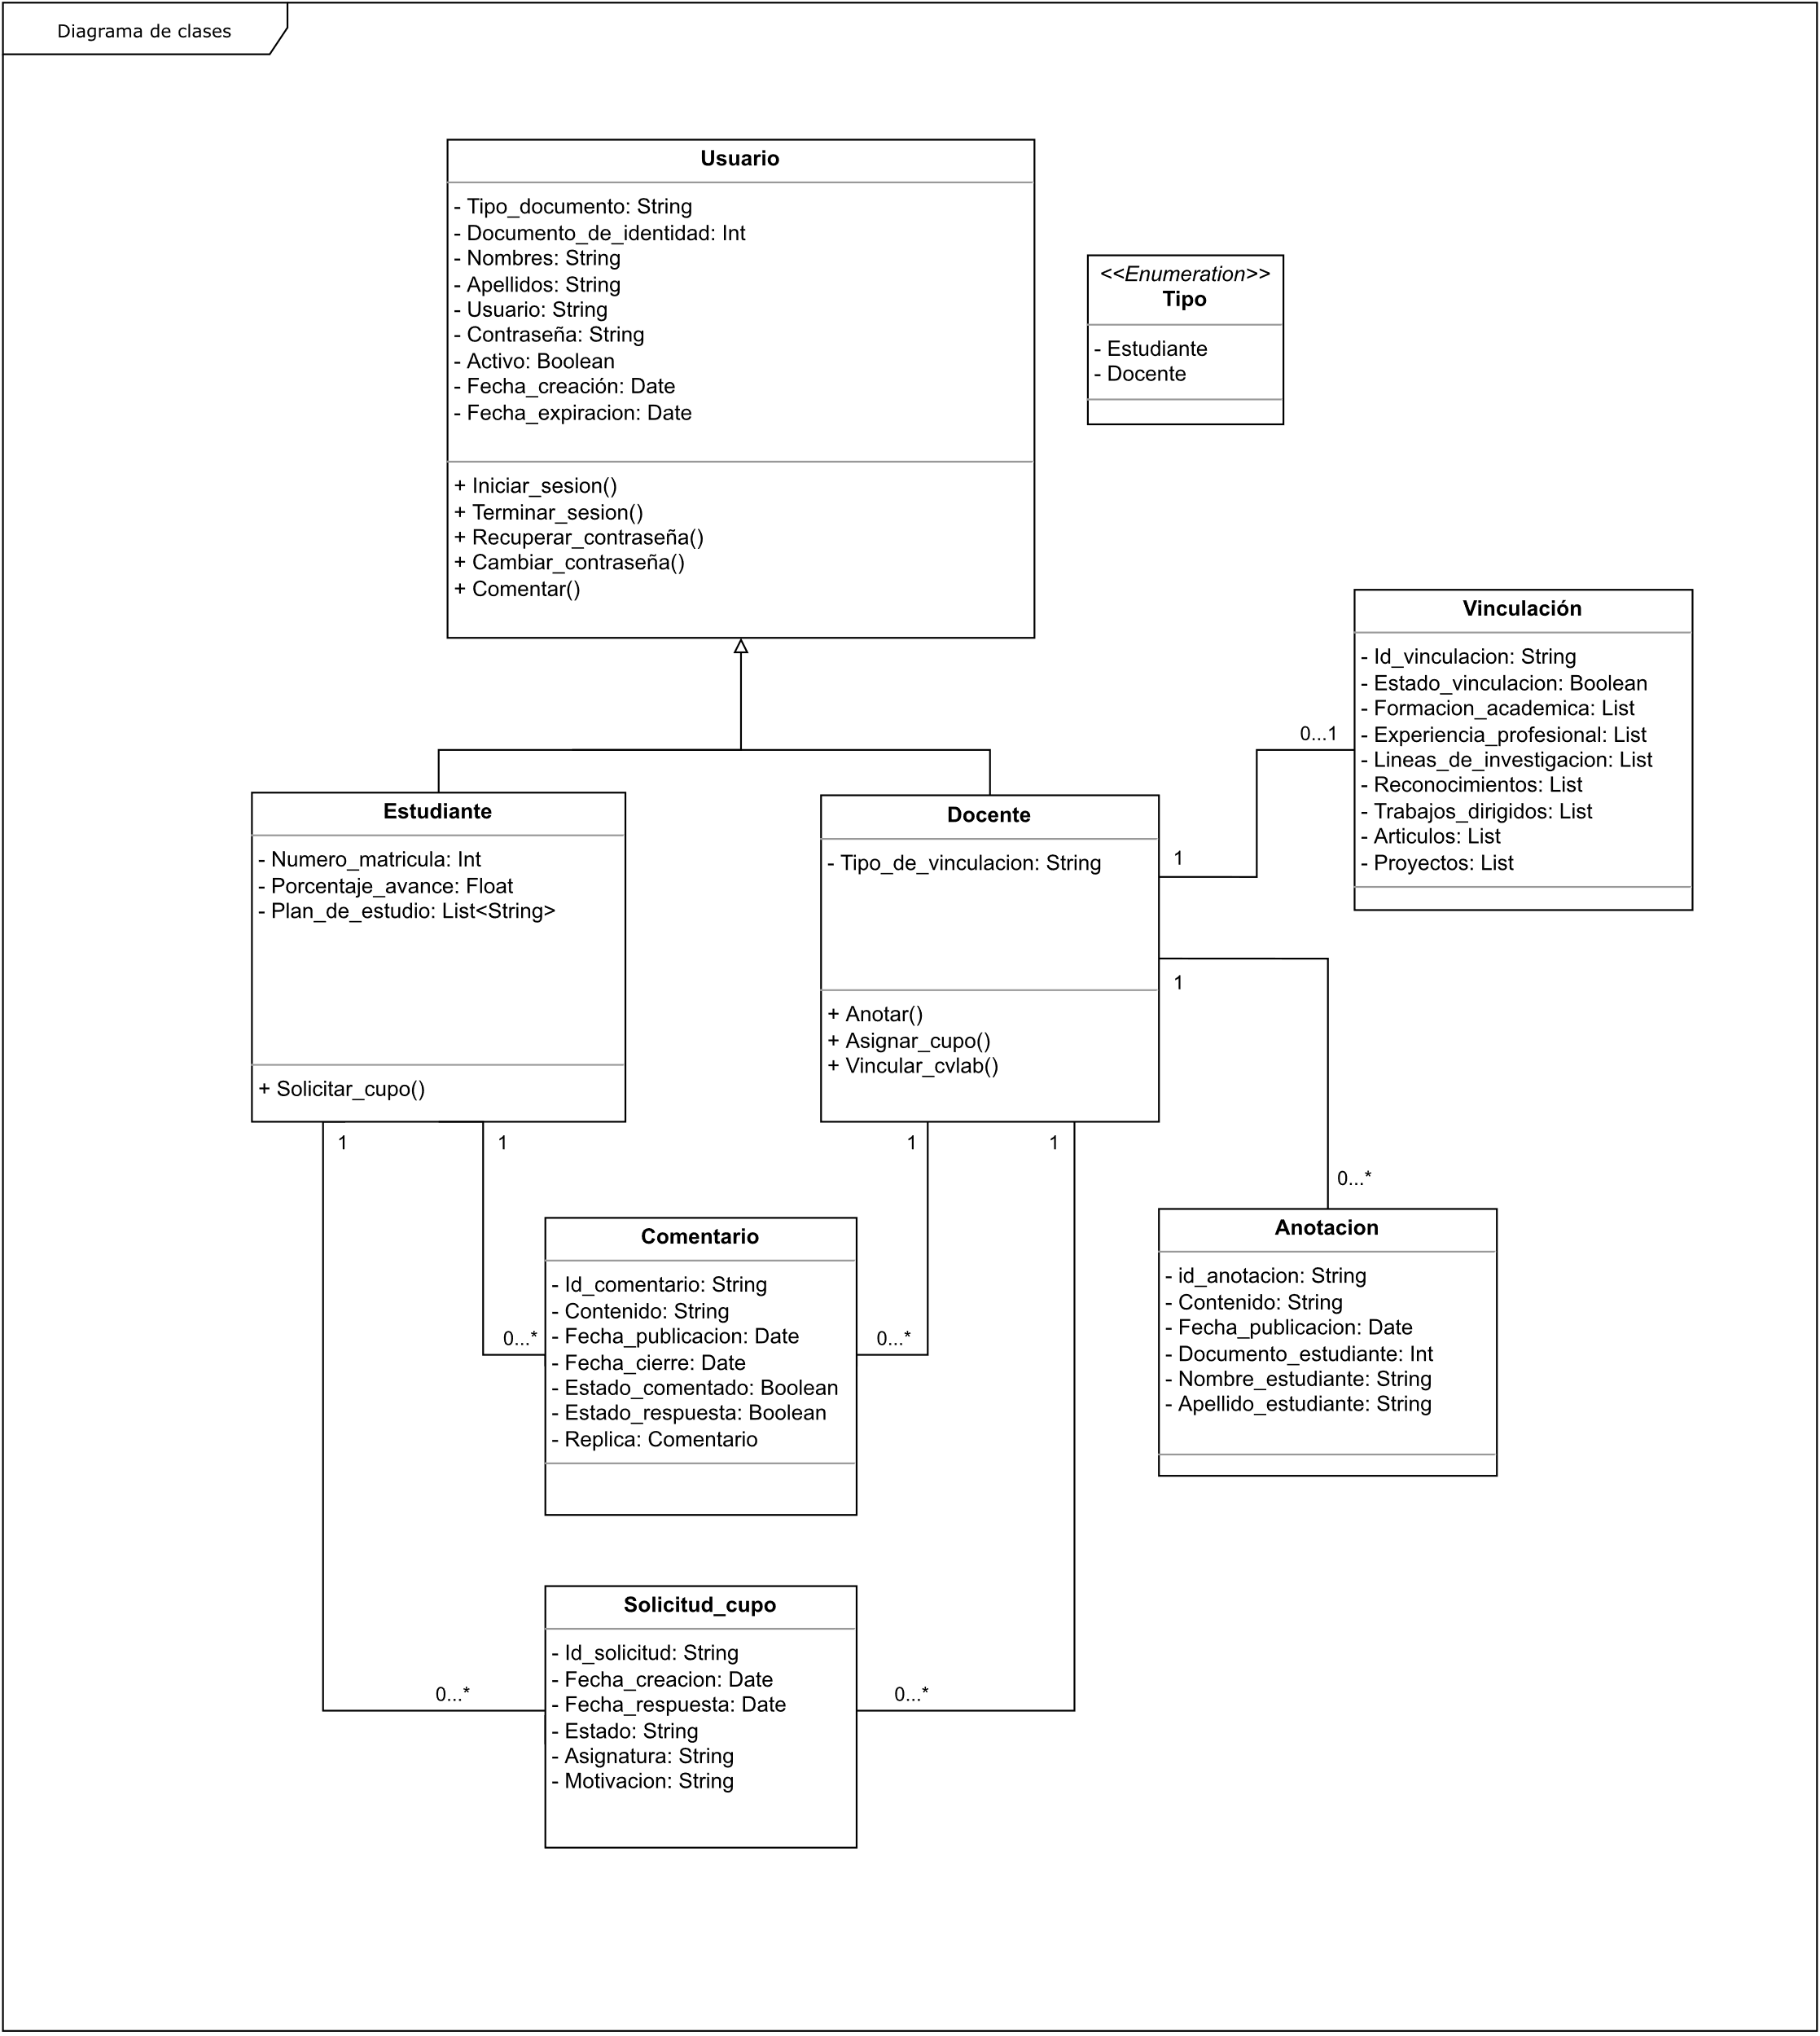 Diagrama de clases
Usuario
- Tipo_documento: String
- Documento_de_identidad: Int
- Nombres: String
- Apellidos: String
- Usuario: String
- Contraseña: String
- Activo: Boolean
- Fecha_creación: Date
- Fecha_expiracion: Date
+ Iniciar_sesion()
+ Terminar_sesion()
+ Recuperar_contraseña()
+ Cambiar_contraseña()
+ Comentar()
<<Enumeration>>
Tipo
- Estudiante
- Docente
Vinculación
- Id_vinculacion: String
- Estado_vinculacion: Boolean
- Formacion_academica: List
- Experiencia_profesional: List
- Lineas_de_investigacion: List
- Reconocimientos: List
- Trabajos_dirigidos: List
- Articulos: List
- Proyectos: List
0...1
1
Estudiante
- Numero_matricula: Int
- Porcentaje_avance: Float
- Plan_de_estudio: List<String>
+ Solicitar_cupo()
Docente
- Tipo_de_vinculacion: String
+ Anotar()
+ Asignar_cupo()
+ Vincular_cvlab()
1
0...*
1
1
1
1
Comentario
- Id_comentario: String
- Contenido: String
- Fecha_publicacion: Date
- Fecha_cierre: Date
- Estado_comentado: Boolean
- Estado_respuesta: Boolean
- Replica: Comentario
0...*
0...*
Anotacion
- id_anotacion: String
- Contenido: String
- Fecha_publicacion: Date
- Documento_estudiante: Int
- Nombre_estudiante: String
- Apellido_estudiante: String
Solicitud_cupo
- Id_solicitud: String
- Fecha_creacion: Date
- Fecha_respuesta: Date
- Estado: String
- Asignatura: String
- Motivacion: String
0...*
0...*